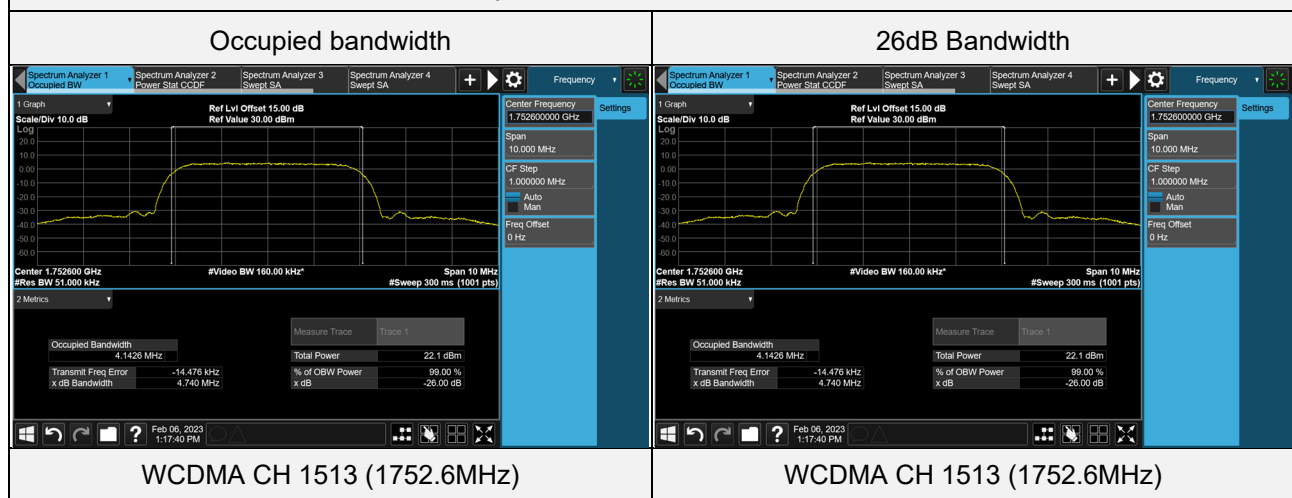 Occupied bandwidth
26dB Bandwidth
Spectrum Analyzer 1
Occupied BW
Spectrum Analyzer 2
Power Stat CCDF
Spectrum Analyzer 3
Swept SA
Spectrum Analyzer 4
Swept SA
+
Frequency
1 Graph
Scale/Div 10.0 dB
Ref Lvl Offset 15.00 dB
Ref Value 30.00 dBm
Log
20.0
10.0
0.00
-10.0
-20.0
-30.0
-40.0
-50.0
-60.0
Center 1.752600 GHz
#Video BW 160.00 kHz*
Span 10 MHz
#Res BW 51.000 kHz
#Sweep 300 ms (1001 pts)
Center Frequency
1.752600000 GHz
Settings
Span
10.000 MHz
CF Step
1.000000 MHz
Auto
Man
Freq Offset
0 Hz
2 Metrics
Measure Trace Trace 1
Occupied Bandwidth
4.1426 MHz
Total Power 22.1 dBm
Transmit Freq Error -14.476 kHz
% of OBW Power 99.00 %
x dB Bandwidth 4.740 MHz
x dB -26.00 dB
?
Feb 06, 2023
1:17:40 PM
Spectrum Analyzer 1
Occupied BW
Spectrum Analyzer 2
Power Stat CCDF
Spectrum Analyzer 3
Swept SA
Spectrum Analyzer 4
Swept SA
+
Frequency
1 Graph
Scale/Div 10.0 dB
Ref Lvl Offset 15.00 dB
Ref Value 30.00 dBm
Log
20.0
10.0
0.00
-10.0
-20.0
-30.0
-40.0
-50.0
-60.0
Center 1.752600 GHz
#Video BW 160.00 kHz*
Span 10 MHz
#Res BW 51.000 kHz
#Sweep 300 ms (1001 pts)
Center Frequency
1.752600000 GHz
Settings
Span
10.000 MHz
CF Step
1.000000 MHz
Auto
Man
Freq Offset
0 Hz
2 Metrics
Measure Trace Trace 1
Occupied Bandwidth
4.1426 MHz
Total Power 22.1 dBm
Transmit Freq Error -14.476 kHz
% of OBW Power 99.00 %
x dB Bandwidth 4.740 MHz
x dB -26.00 dB
?
Feb 06, 2023
1:17:40 PM
WCDMA CH 1513 (1752.6MHz)
WCDMA CH 1513 (1752.6MHz)